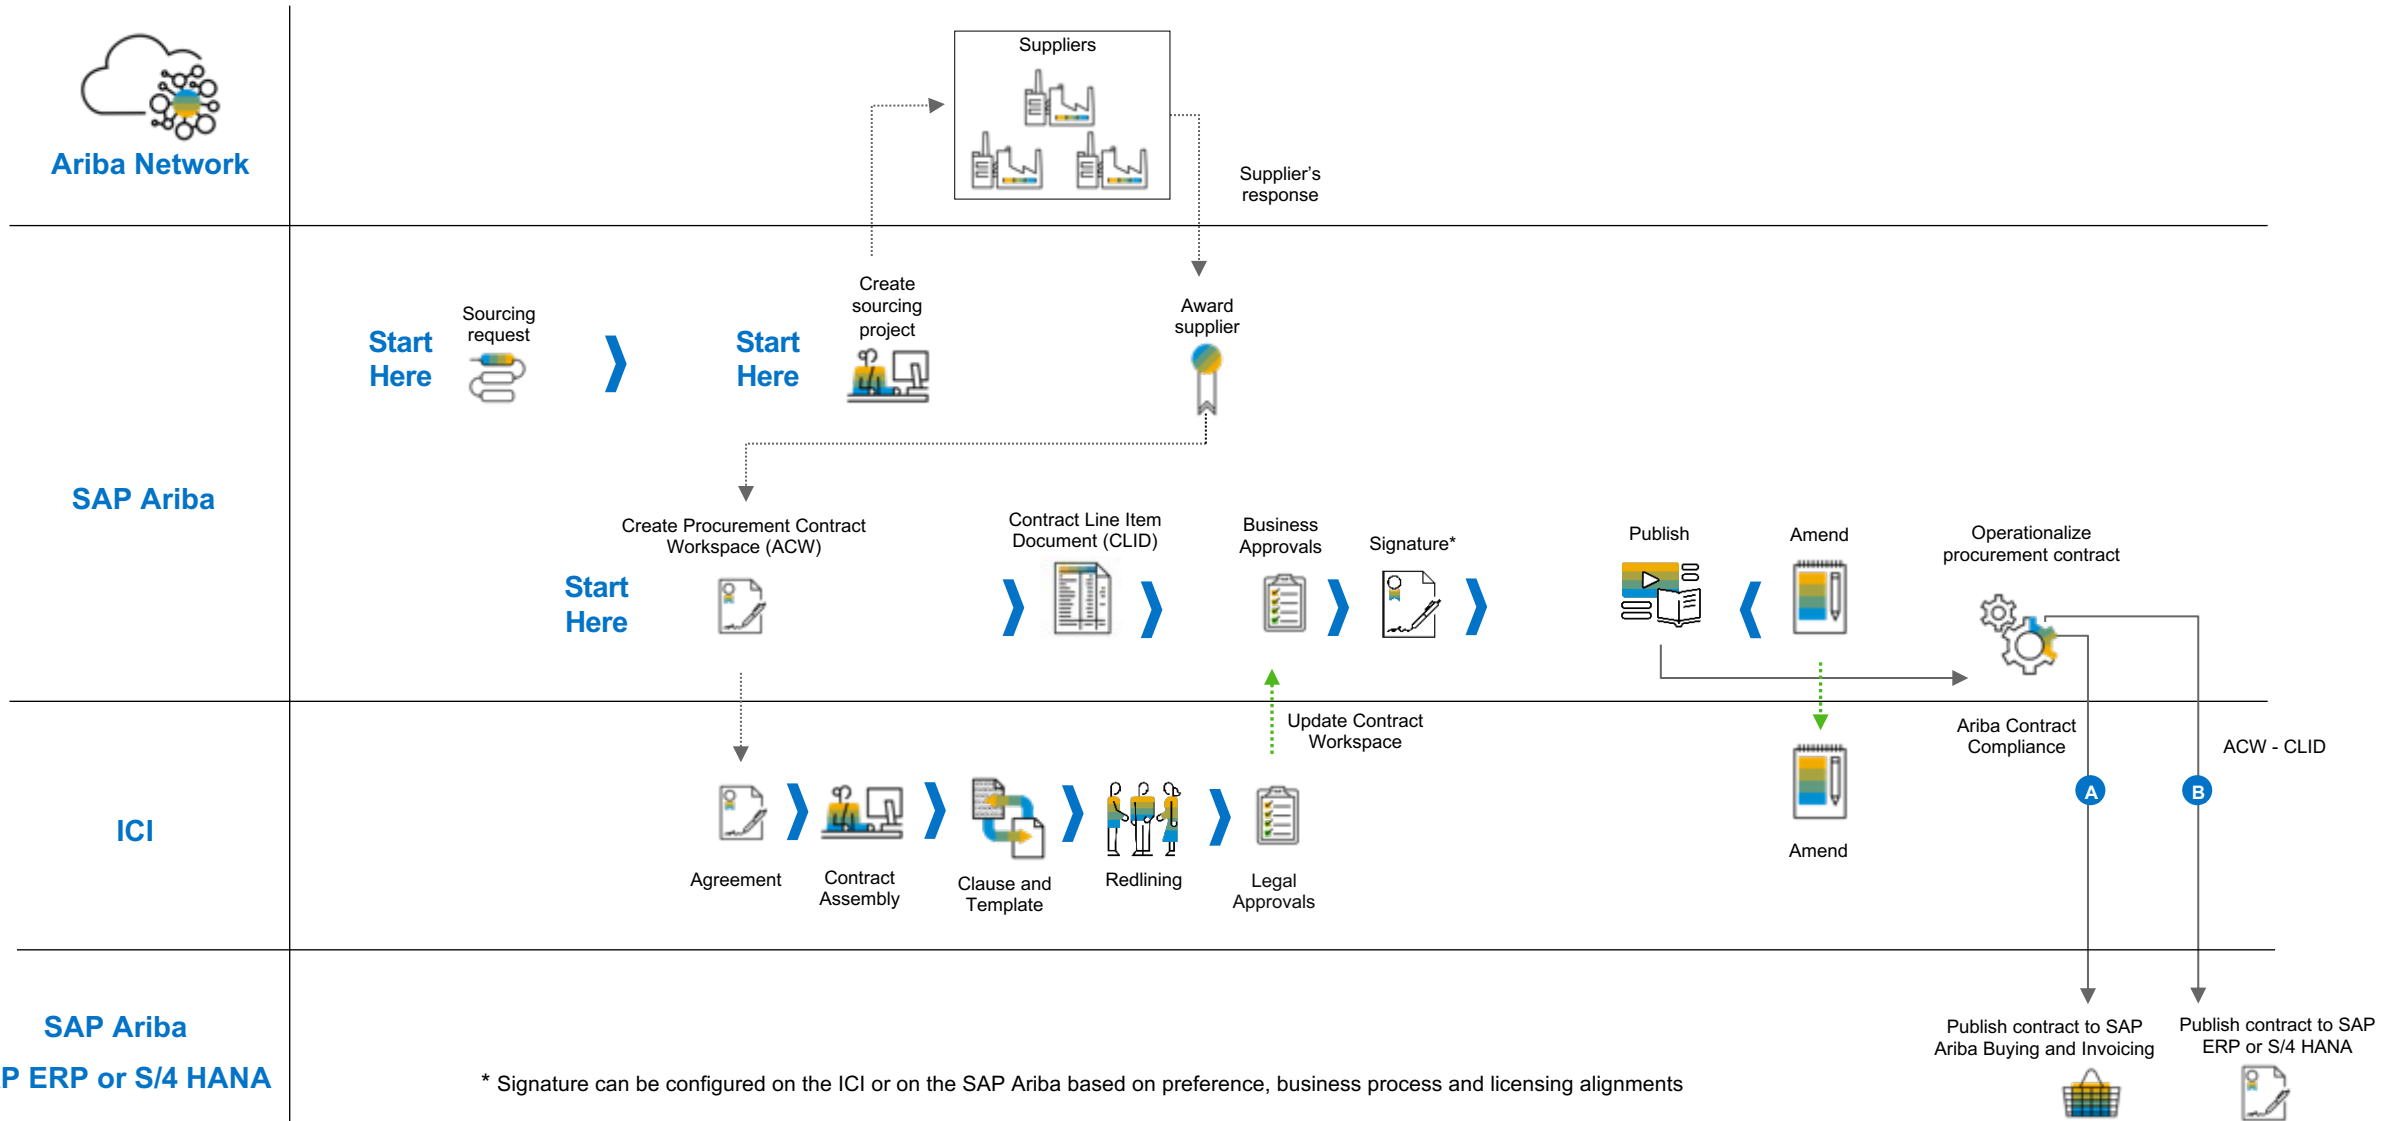 Suppliers
Ariba Network
Supplier's
response
Create
sourcing
project
Sourcing
request
Start
Here
Start
Here
Award
supplier
SAP Ariba
Create Procurement Contract
Workspace (ACW)
Start
Here
Contract Line Item
Document (CLID)
Business
Approvals
Signature*
Publish
Amend
Operationalize
procurement contract
Update Contract
Workspace
Ariba Contract
Compliance
ACW - CLID
A
B
ICI
Agreement
Contract
Assembly
Clause and
Template
Redlining
Legal
Approvals
Amend
SAP Ariba
P ERP or S/4 HANA
Publish contract to SAP
Ariba Buying and Invoicing
Publish contract to SAP
ERP or S/4 HANA
* Signature can be configured on the ICI or on the SAP Ariba based on preference, business process and licensing alignments